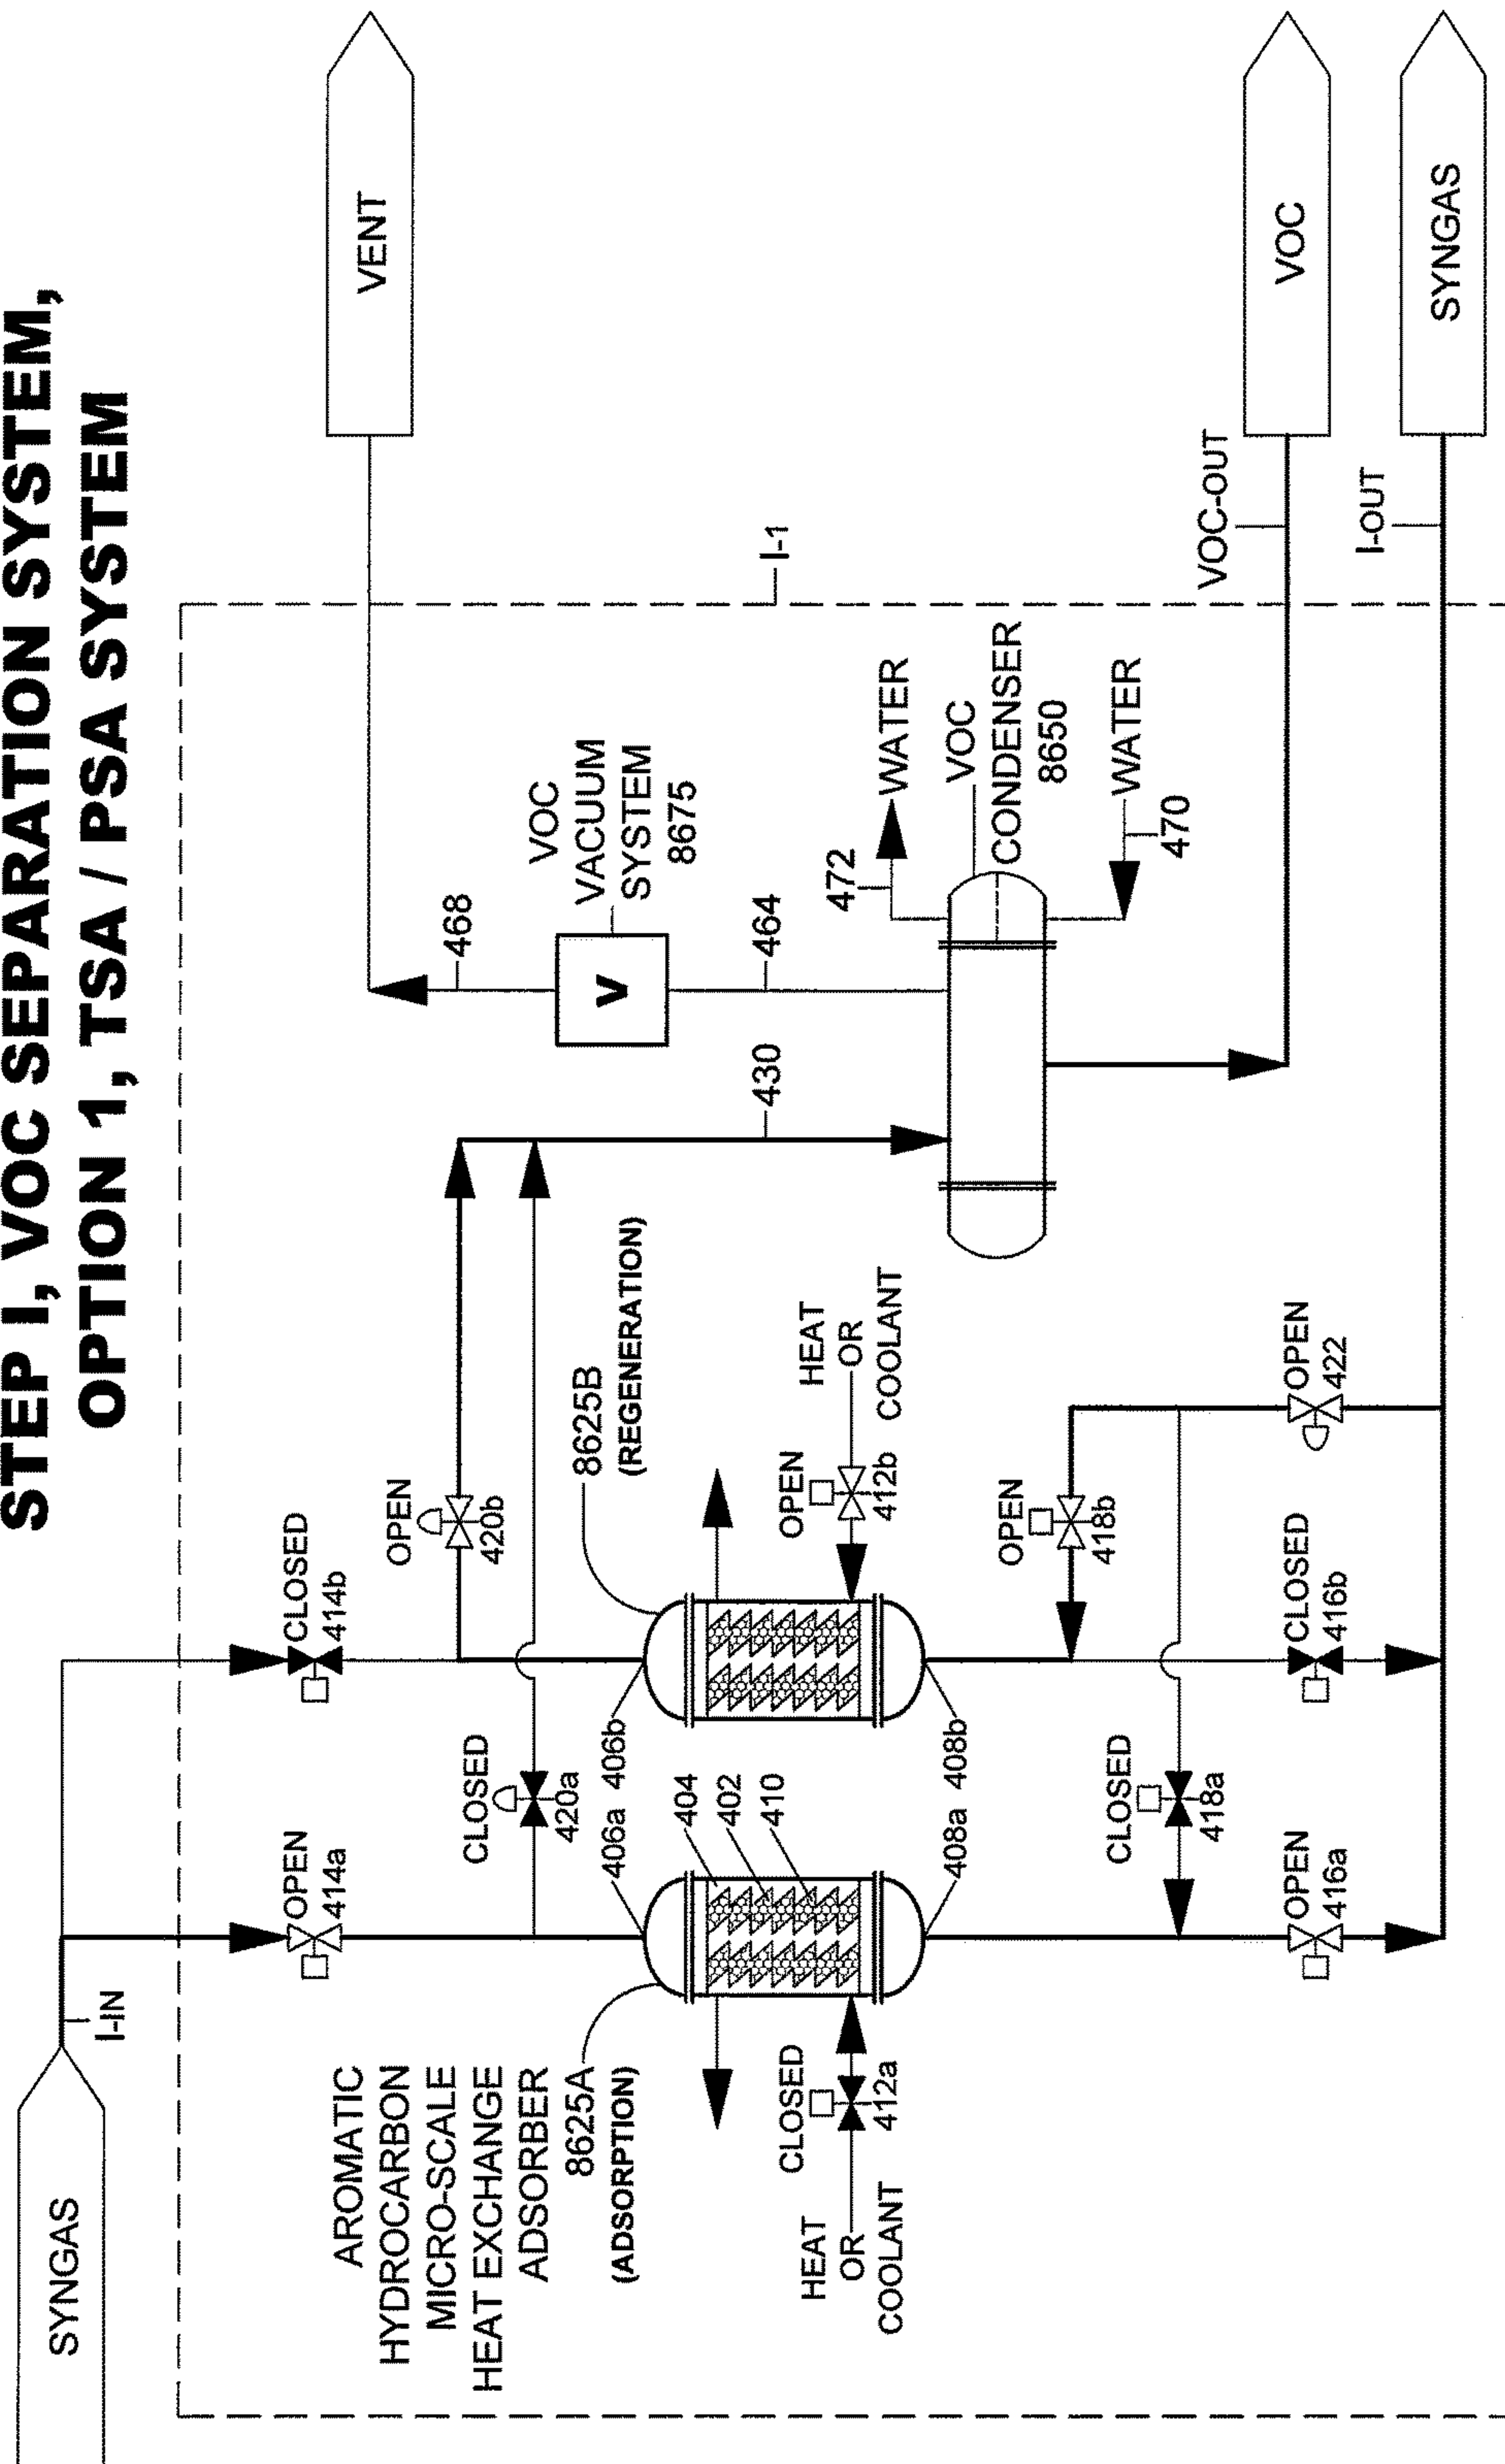 STEP I, VOC SEPARATION SYSTEM,
OPTION 1, TSA / PSA SYSTEM
SYNGAS
I-IN
VENT
I-1
OPEN
414a
CLOSED
414b
AROMATIC
HYDROCARBON
MICRO-SCALE
HEAT EXCHANGE
ADSORBER
8625A
(ADSORPTION)
CLOSED
420a
OPEN
420b
468
VOC
VACUUM
SYSTEM
8675
V
8625B
(REGENERATION)
406a
406b
404
402
410
430
464
472
WATER
HEAT
OR
COOLANT
CLOSED
412a
OPEN
412b
HEAT
OR
COOLANT
VOC
CONDENSER
8650
408a
408b
WATER
470
CLOSED
418a
OPEN
418b
OPEN
416a
CLOSED
416b
OPEN
422
VOC-OUT
VOC
I-OUT
SYNGAS